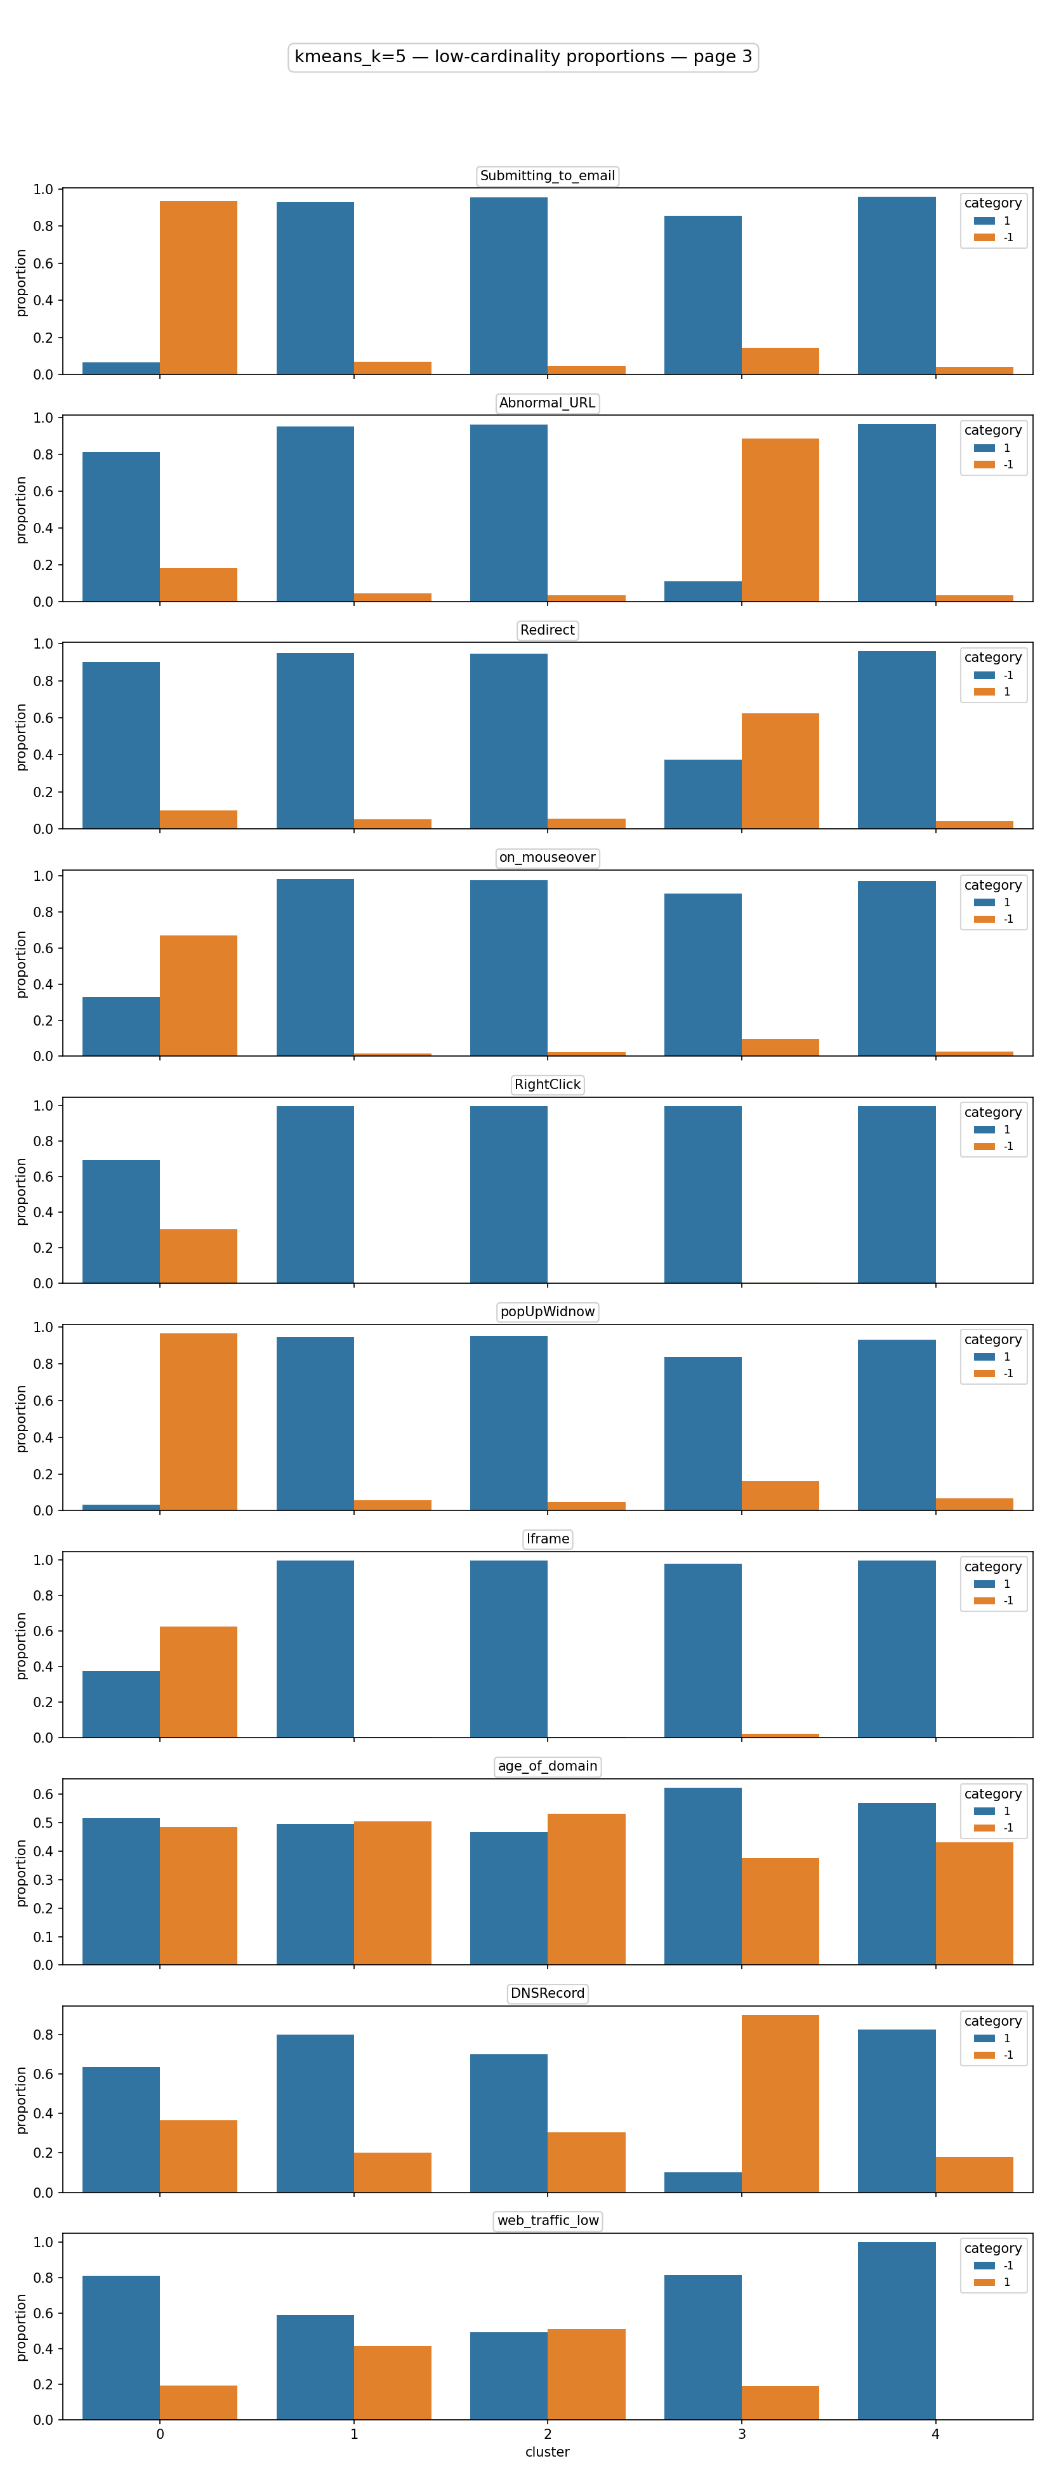 kmeans_k=5 — low-cardinality proportions — page 3
Submitting_to_email
1.0
0.8
0.6
0.4
0.2
0.0
proportion
category
1
-1
Abnormal_URL
1.0
0.8
0.6
0.4
0.2
0.0
proportion
category
1
-1
Redirect
1.0
0.8
0.6
0.4
0.2
0.0
proportion
category
-1
1
on_mouseover
1.0
0.8
0.6
0.4
0.2
0.0
proportion
category
1
-1
RightClick
1.0
0.8
0.6
0.4
0.2
0.0
proportion
category
1
-1
popUpWidnow
1.0
0.8
0.6
0.4
0.2
0.0
proportion
category
1
-1
Iframe
1.0
0.8
0.6
0.4
0.2
0.0
proportion
category
1
-1
age_of_domain
0.6
0.5
0.4
0.3
0.2
0.1
0.0
proportion
category
1
-1
DNSRecord
0.8
0.6
0.4
0.2
0.0
proportion
category
1
-1
web_traffic_low
1.0
0.8
0.6
0.4
0.2
0.0
proportion
category
-1
1
0 1 2 3 4
cluster